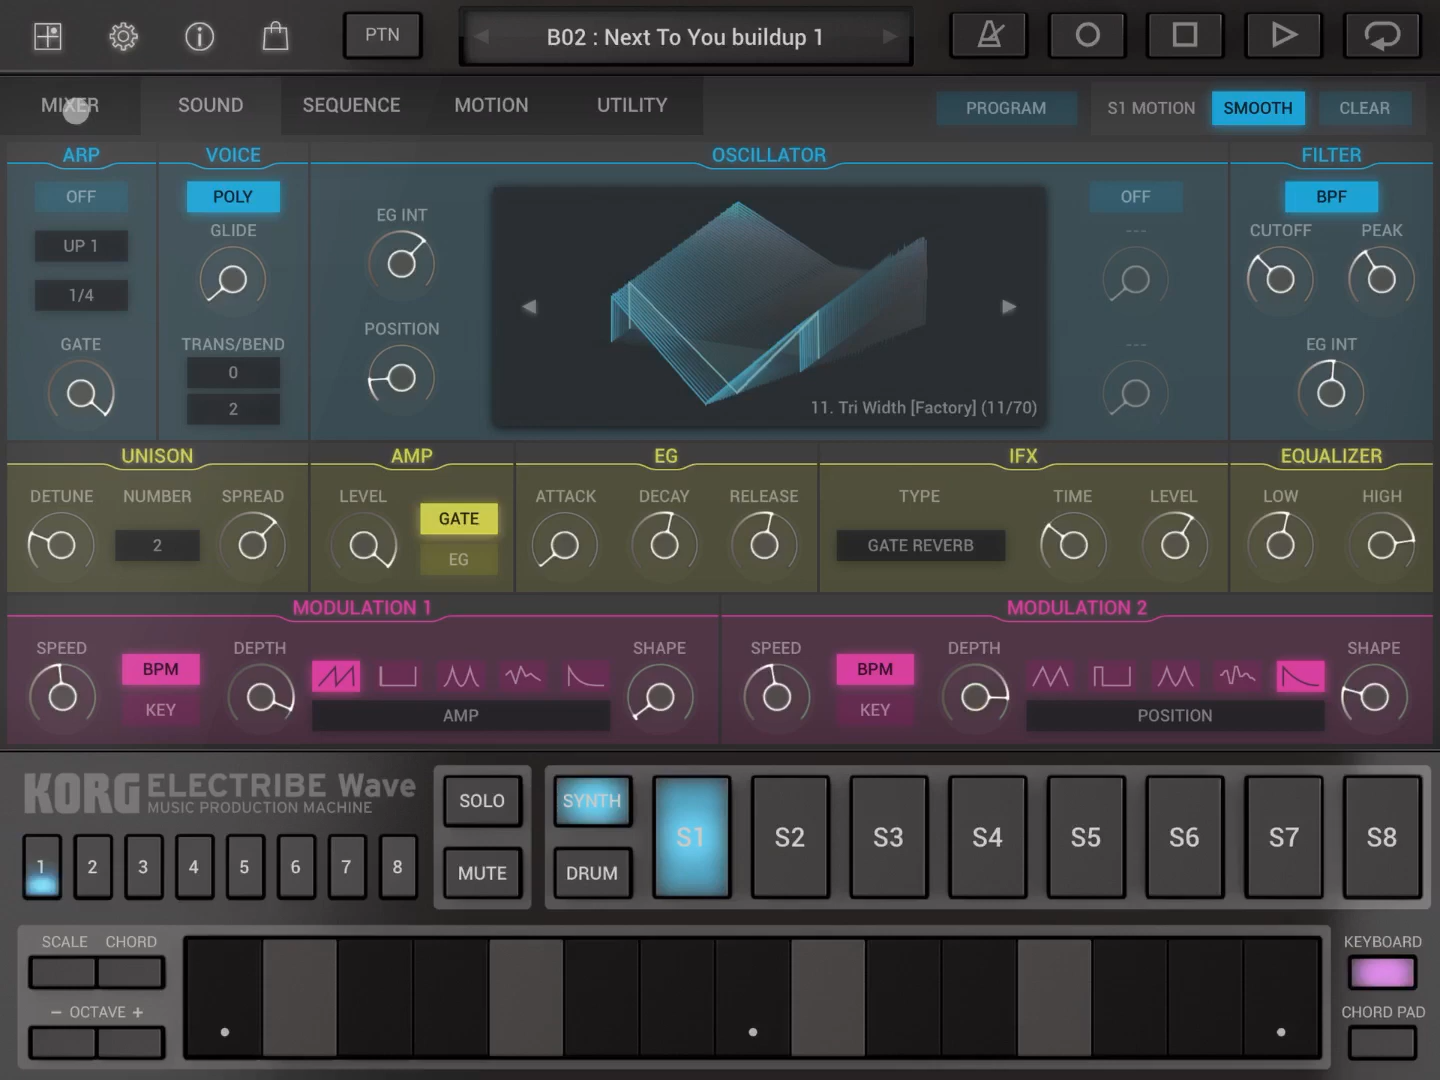 PTN
B02 : Next To You buildup 1
MIXER
SOUND
SEQUENCE
MOTION
UTILITY
PROGRAM
S1 MOTION
SMOOTH
CLEAR
ARP
VOICE
OSCILLATOR
FILTER
OFF
POLY
EG INT
OFF
BPF
UP 1
GLIDE
---
CUTOFF
PEAK
1/4
POSITION
GATE
TRANS/BEND
0
2
---
EG INT
11. Tri Width [Factory] (11/70)
UNISON
AMP
EG
IFX
EQUALIZER
DETUNE
NUMBER
SPREAD
LEVEL
GATE
ATTACK
DECAY
RELEASE
TYPE
TIME
LEVEL
LOW
HIGH
2
EG
GATE REVERB
MODULATION 1
MODULATION 2
SPEED
BPM
DEPTH
SHAPE
SPEED
BPM
DEPTH
SHAPE
KEY
AMP
KEY
POSITION
KORG ELECTRIBE Wave
MUSIC PRODUCTION MACHINE
SOLO
SYNTH
S1
S2
S3
S4
S5
S6
S7
S8
1
2
3
4
5
6
7
8
MUTE
DRUM
SCALE
CHORD
KEYBOARD
− OCTAVE +
CHORD PAD